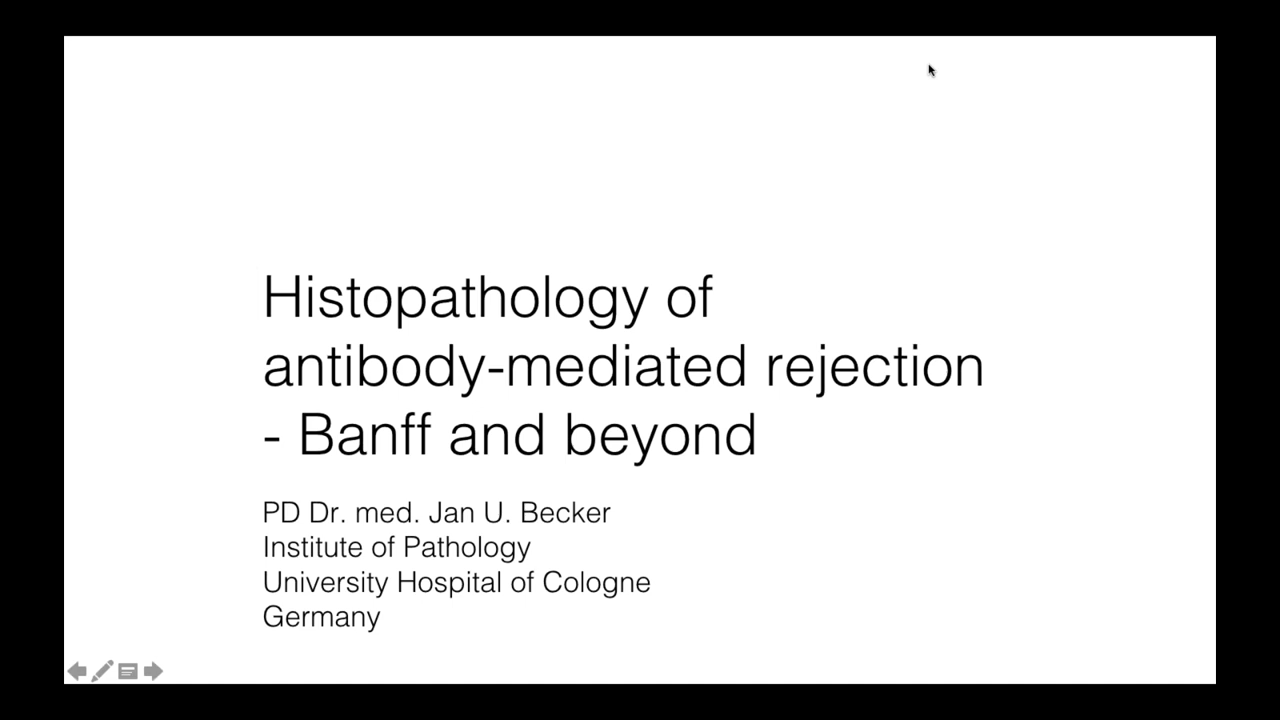 Histopathology of
antibody-mediated rejection
- Banff and beyond
PD Dr. med. Jan U. Becker
Institute of Pathology
University Hospital of Cologne
Germany